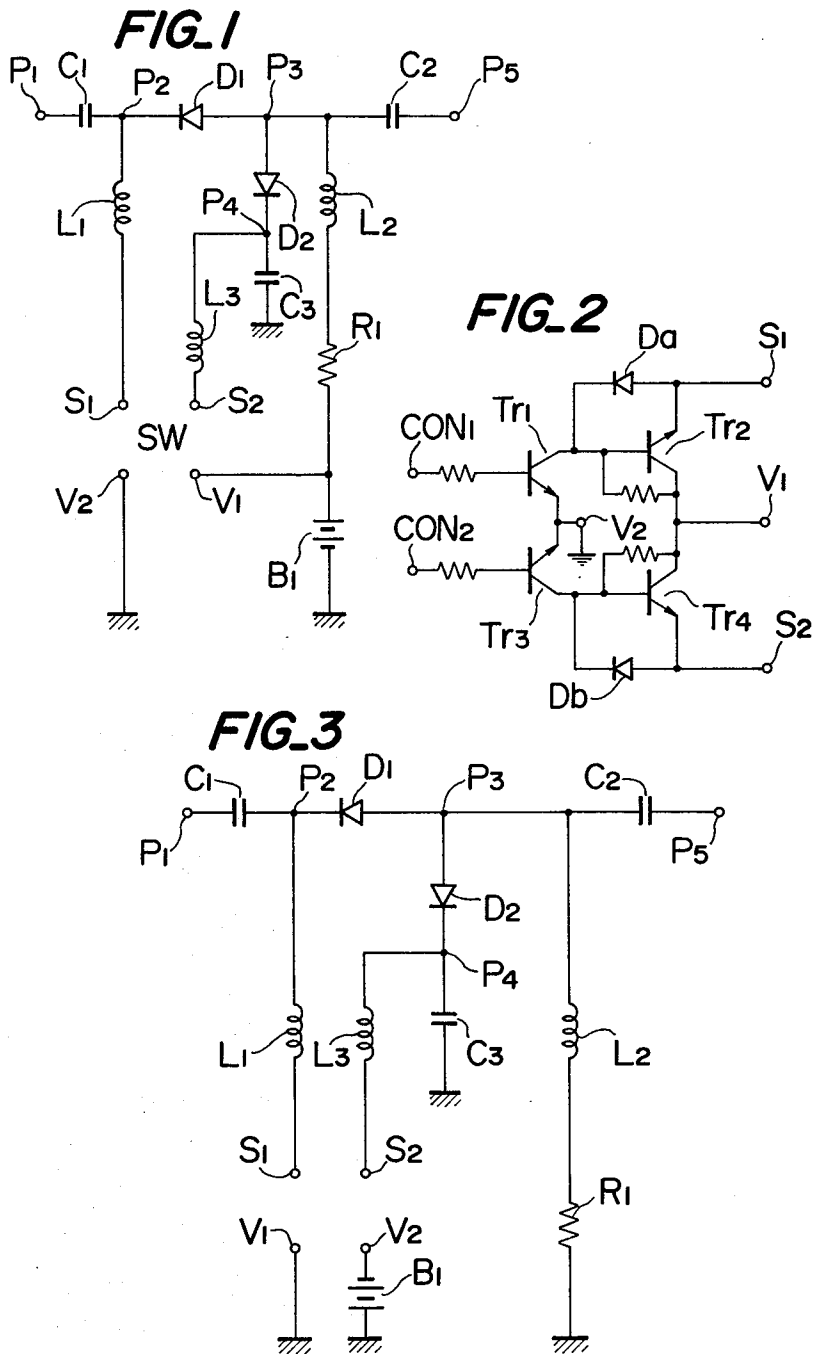 FIG_1
P1 C1 P2 D1 P3 C2 P5
L1 P4 D2 L2
L3 C3 R1
S1 S2
SW
V2 V1
B1
FIG_2
Da S1
Tr1 Tr2
CON1
V1
V2
CON2
Tr3 Tr4
S2
Db
FIG_3
C1 P2 D1 P3 C2
P1 P5
D2
P4
L1 L3 C3 L2
S1 S2
R1
V1 V2
B1